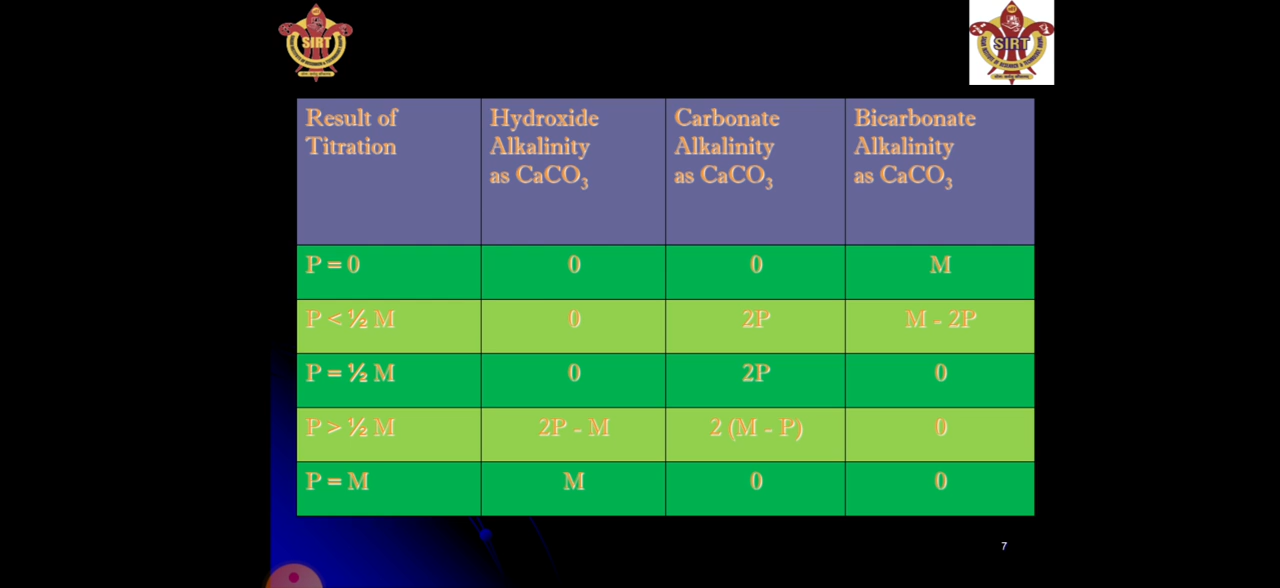 SIRT
SIRT
Result of
Titration
Hydroxide
Alkalinity
as CaCO₃
Carbonate
Alkalinity
as CaCO₃
Bicarbonate
Alkalinity
as CaCO₃
P = 0
0
0
M
P < ½ M
0
2P
M - 2P
P = ½ M
0
2P
0
P > ½ M
2P - M
2 (M - P)
0
P = M
M
0
0
7